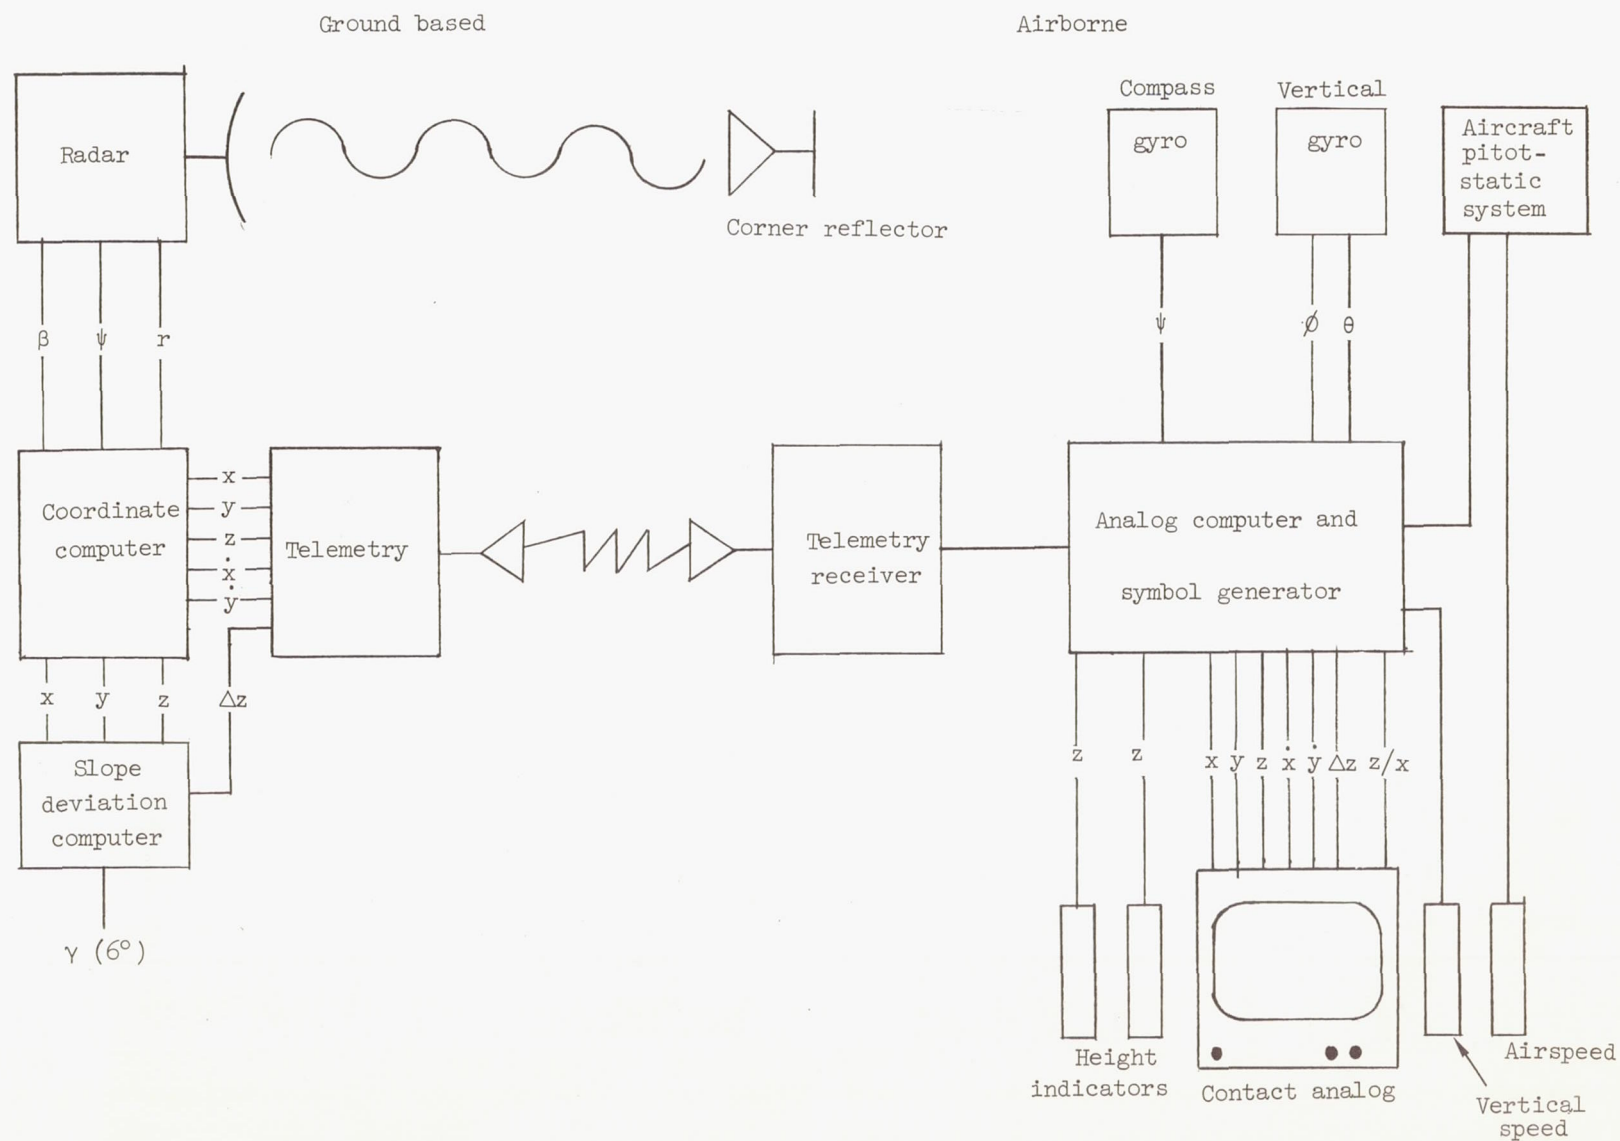 Ground based
Airborne
Radar
Corner reflector
Compass
gyro
Vertical
gyro
Aircraft
pitot-
static
system
β
ψ
r
ψ
ø
θ
Coordinate
computer
x
y
z
ẋ
ẏ
Telemetry
Telemetry
receiver
Analog computer and
symbol generator
x
y
z
Δz
Slope
deviation
computer
γ (6°)
z
z
x
y
z
ẋ
ẏ
Δz
z/x
Height
indicators
Contact analog
Vertical
speed
Airspeed